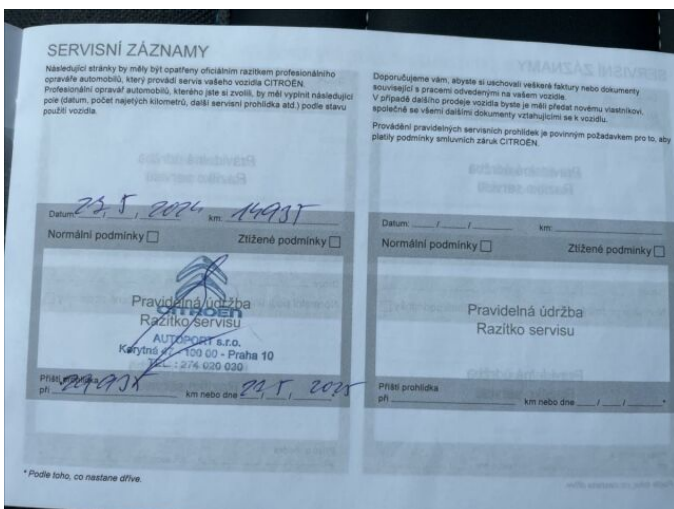 SERVISNÍ ZÁZNAMY
Následující stránky by měly být opatřeny oficiálním razítkem profesionálního
opraváře automobilů, který provádí servis vašeho vozidla CITROËN.
Profesionální opravář automobilů, kterého jste si zvolili, by měl vyplnit následující
pole (datum, počet najetých kilometrů, další servisní prohlídka atd.) podle stavu
použití vozidla.
Datum: 23, 5, 2024 km: 14937
Normální podmínky Ztížené podmínky
Pravidelná údržba
CITROËN
Razítko servisu
AUTOPORT s.r.o.
100 00 - Praha 10
TEL.: 274 020 030
Příští prohlídka
při 29937 km nebo dne 23, 5, 2025
* Podle toho, co nastane dříve.
Doporučujeme vám, abyste si uschovali veškeré faktury nebo dokumenty
související s pracemi odvedenými na vašem vozidle.
V případě dalšího prodeje vozidla byste je měli předat novému vlastníkovi,
společně se všemi dalšími dokumenty vztahujícími se k vozidlu.
Provádění pravidelných servisních prohlídek je povinným požadavkem pro to, aby
platily podmínky smluvních záruk CITROËN.
Datum: / / km:
Normální podmínky Ztížené podmínky
Pravidelná údržba
Razítko servisu
Příští prohlídka
při km nebo dne / / *